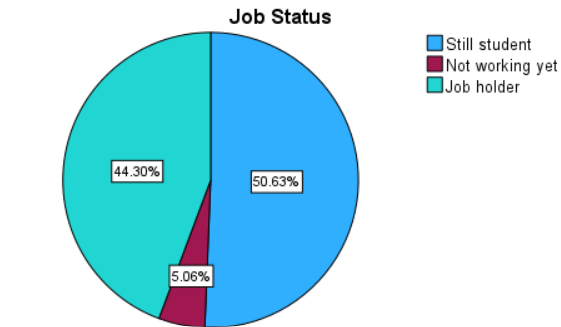 Job Status
Still student
Not working yet
Job holder
44.30%
50.63%
5.06%